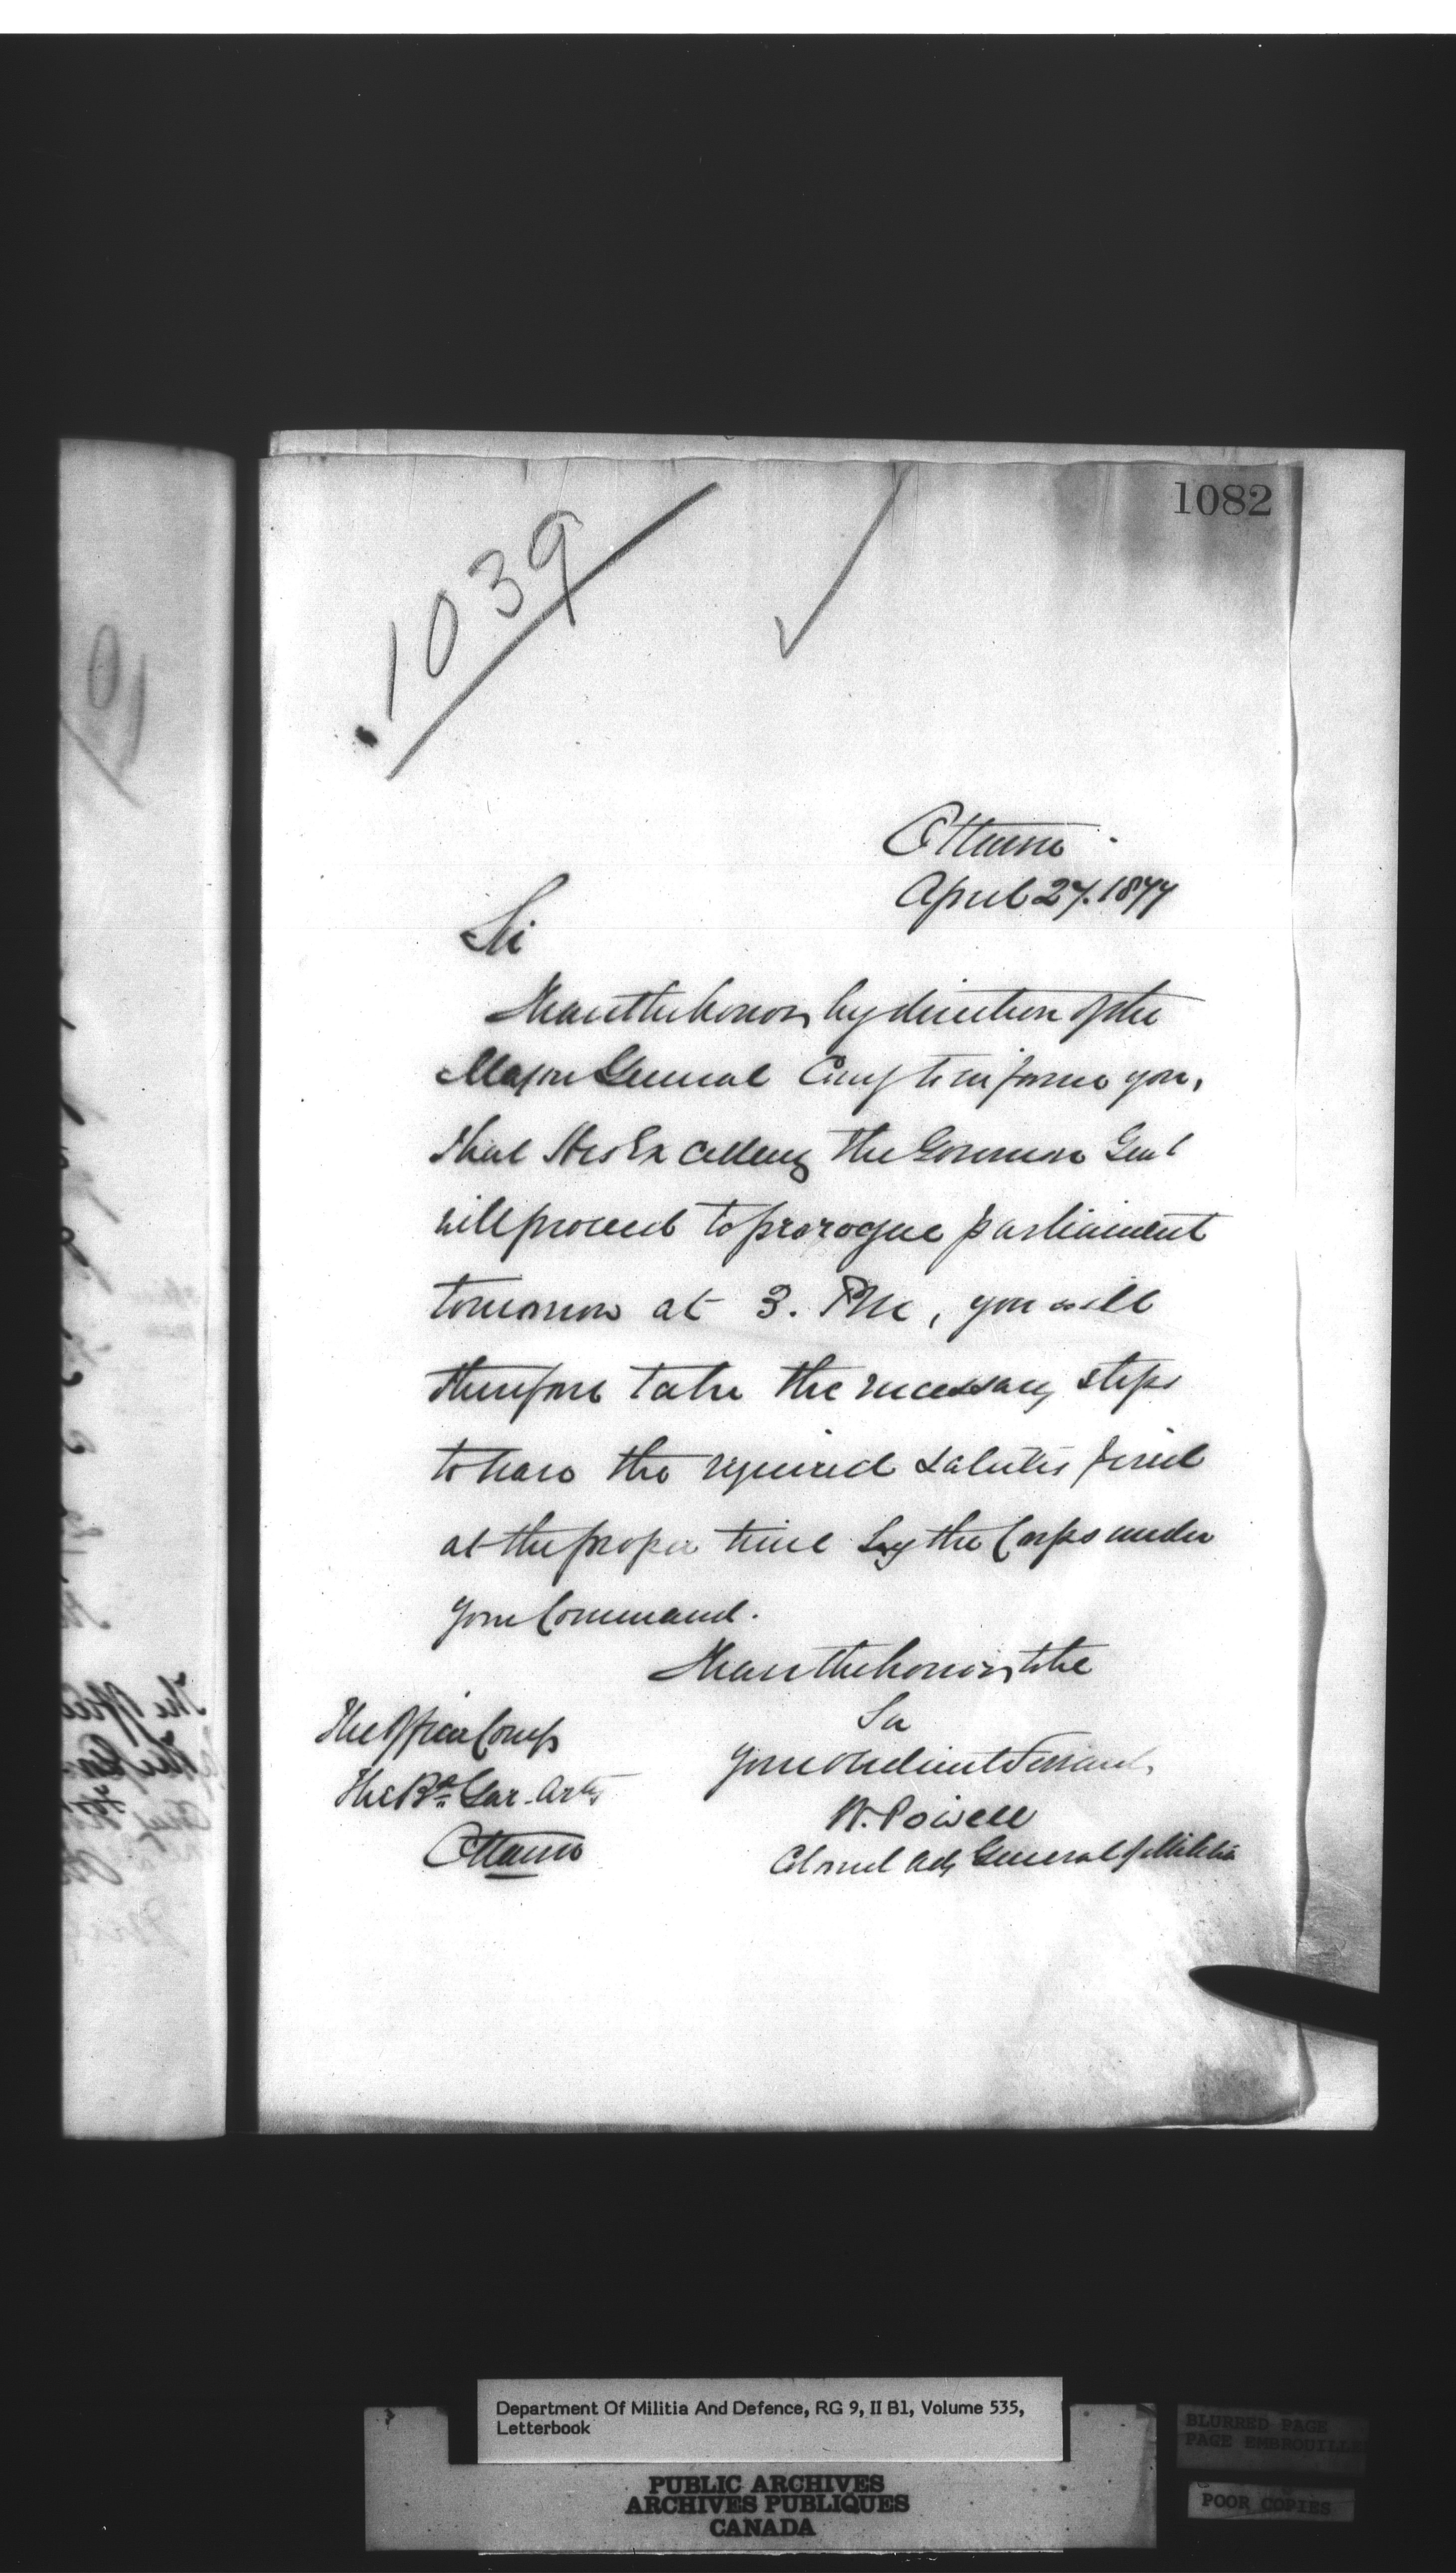 1082
1039
Ottawa
April 27. 1877
Sir
I have the honor, by direction of the
Major General Comg to inform you,
that His Excellency the Governor Genl
will proceed to prorogue parliament
tomorrow at 3. PM, you will
therefore take the necessary steps
to have the required salutes fired
at the proper time by the Corps under
your Command.
I have the honor to be
Sir
Your Obedient Servant,
W. Powell
Colonel Adj General of Militia
The Officer Comg
The Bde Gar. Arty
Ottawa
Department Of Militia And Defence, RG 9, II B1, Volume 535,
Letterbook
PUBLIC ARCHIVES
ARCHIVES PUBLIQUES
CANADA
BLURRED PAGE
PAGE EMBROUILLE
POOR COPIES